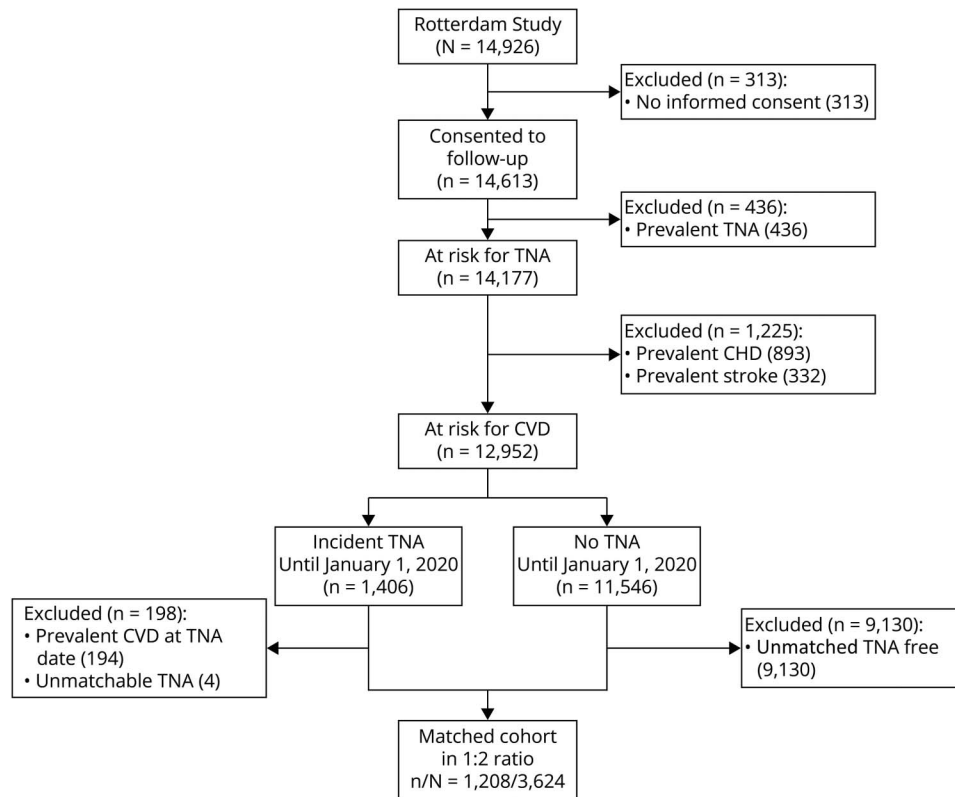 Rotterdam Study
(N = 14,926)
Excluded (n = 313):
• No informed consent (313)
Consented to
follow-up
(n = 14,613)
Excluded (n = 436):
• Prevalent TNA (436)
At risk for TNA
(n = 14,177)
Excluded (n = 1,225):
• Prevalent CHD (893)
• Prevalent stroke (332)
At risk for CVD
(n = 12,952)
Incident TNA
Until January 1, 2020
(n = 1,406)
No TNA
Until January 1, 2020
(n = 11,546)
Excluded (n = 198):
• Prevalent CVD at TNA
date (194)
• Unmatchable TNA (4)
Excluded (n = 9,130):
• Unmatched TNA free
(9,130)
Matched cohort
in 1:2 ratio
n/N = 1,208/3,624